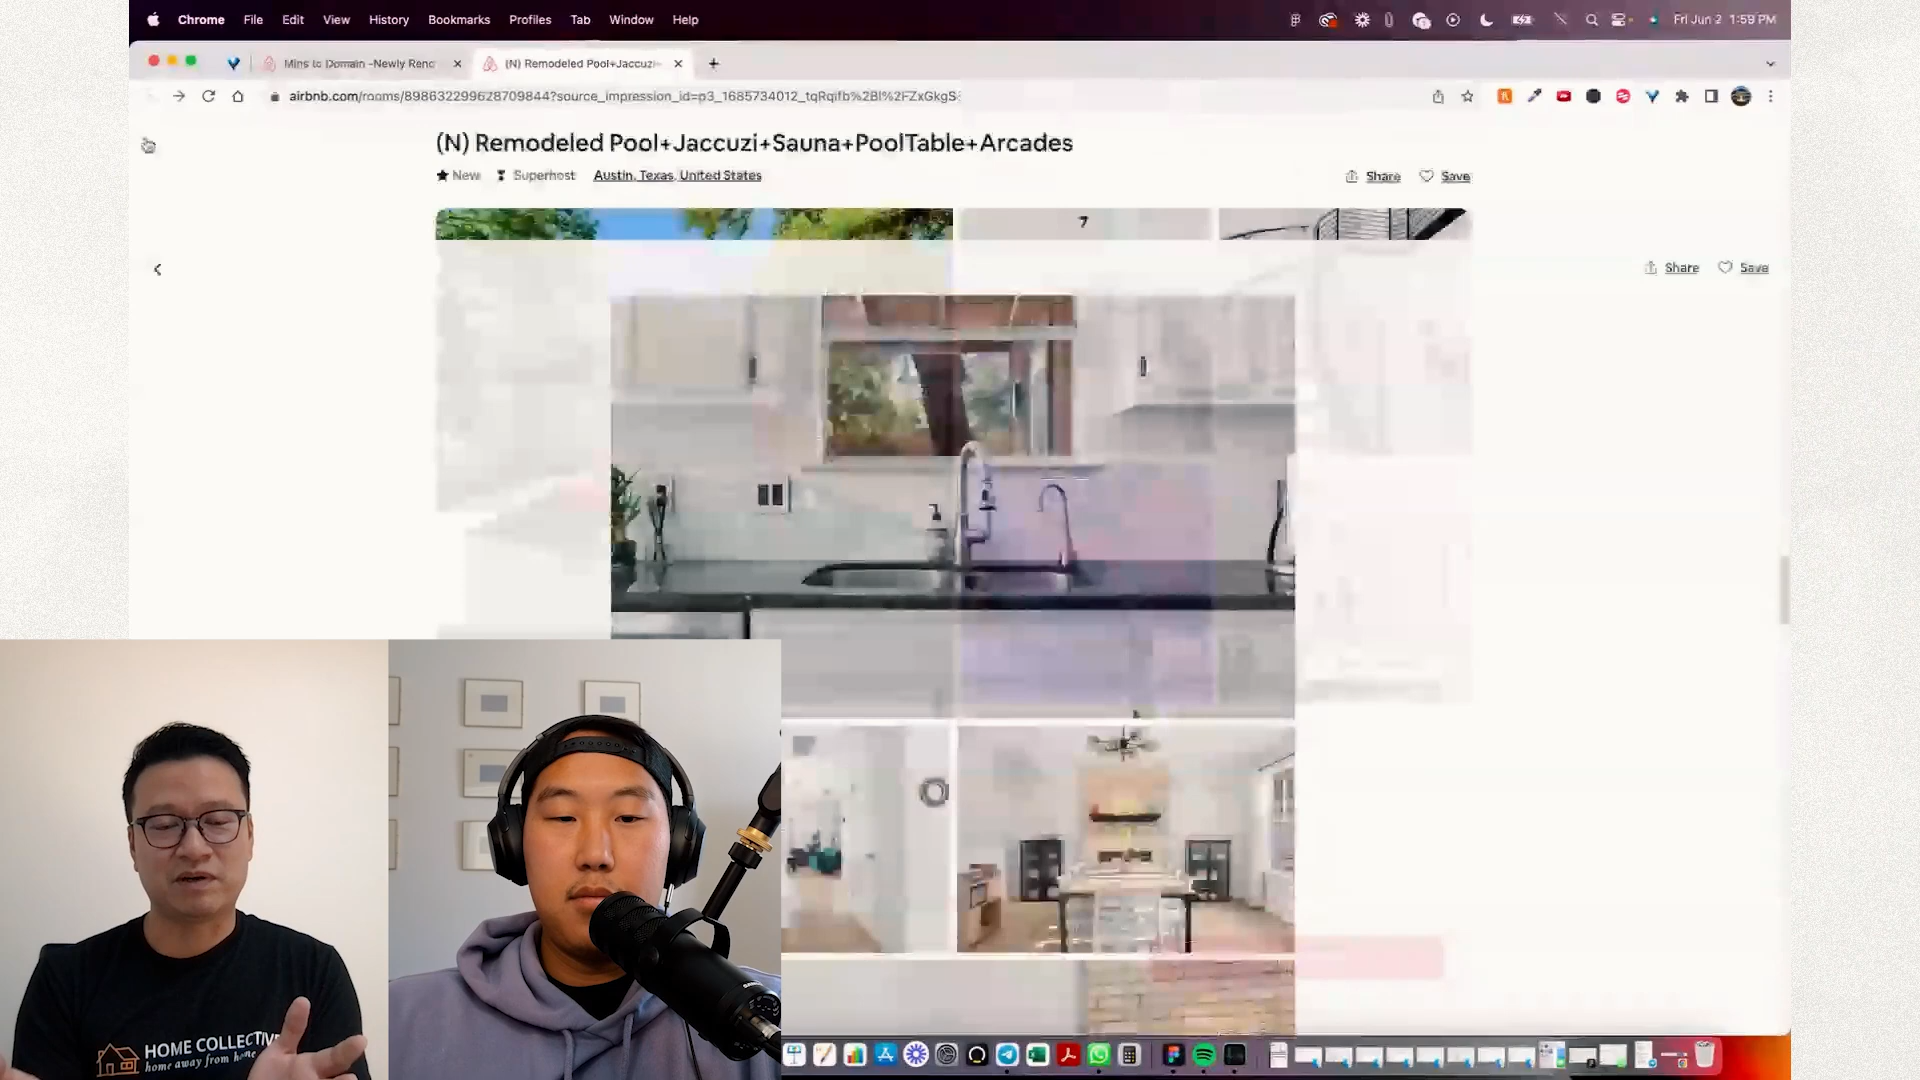 Chrome File Edit View History Bookmarks Profiles Tab Window Help Fri Jun 2 1:59 PM
Mins to Domain -Newly Reno (N) Remodeled Pool+Jaccuzi+
airbnb.com/rooms/898632299628709844?source_impression_id=p3_1685734012_tqRqifb%2BI%2FZxGkgS
(N) Remodeled Pool+Jaccuzi+Sauna+PoolTable+Arcades
New Superhost Austin, Texas, United States Share Save
Share Save
HOME COLLECTIVE
home away from home